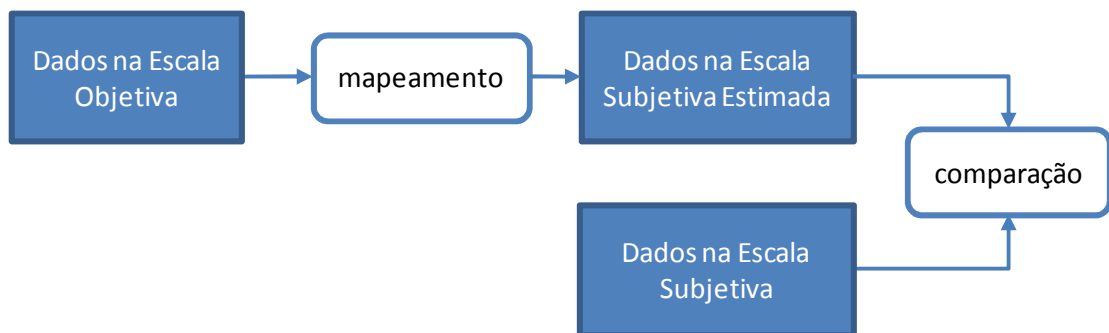 Dados na Escala
Objetiva
mapeamento
Dados na Escala
Subjetiva Estimada
comparação
Dados na Escala
Subjetiva